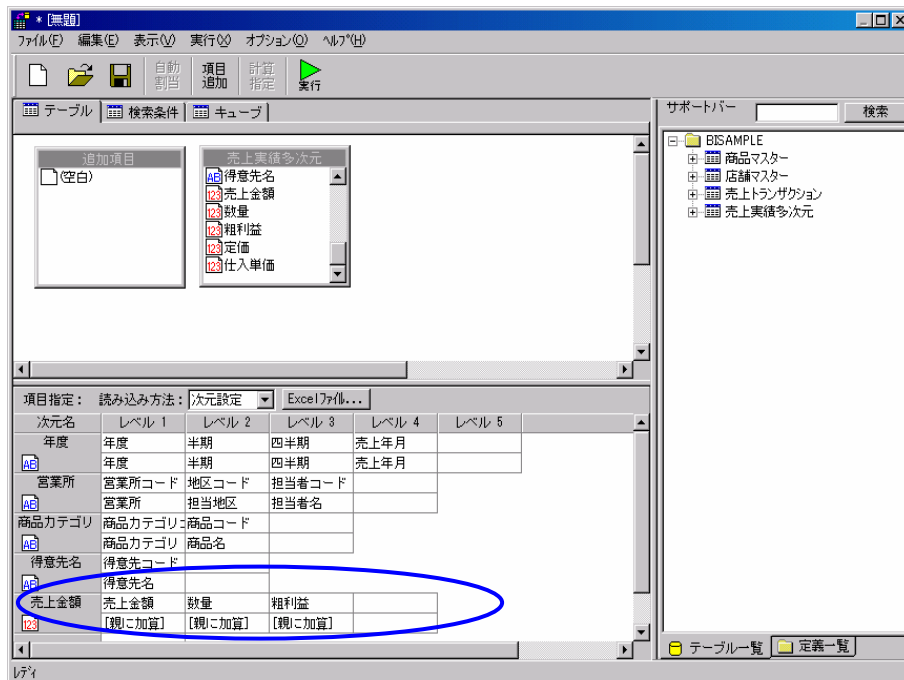 * [無題]
ﾌｧｲﾙ(F) 編集(E) 表示(V) 実行(X) オプション(O) ﾍﾙﾌﾟ(H)
自動割当 項目追加 計算指定 実行
テーブル 検索条件 キューブ
サポートバー 検索
追加項目
(空白)
売上実績多次元
得意先名
売上金額
数量
粗利益
定価
仕入単価
BISAMPLE
商品マスター
店舗マスター
売上トランザクション
売上実績多次元
項目指定： 読み込み方法： 次元設定 Excelﾌｧｲﾙ...
次元名 レベル 1 レベル 2 レベル 3 レベル 4 レベル 5
年度 年度 半期 四半期 売上年月
年度 半期 四半期 売上年月
営業所 営業所コード 地区コード 担当者コード
営業所 担当地区 担当者名
商品カテゴリ 商品カテゴリコ 商品コード
商品カテゴリ 商品名
得意先名 得意先コード
得意先名
売上金額 売上金額 数量 粗利益
[親に加算] [親に加算] [親に加算]
テーブル一覧 定義一覧
ﾚﾃﾞｨ